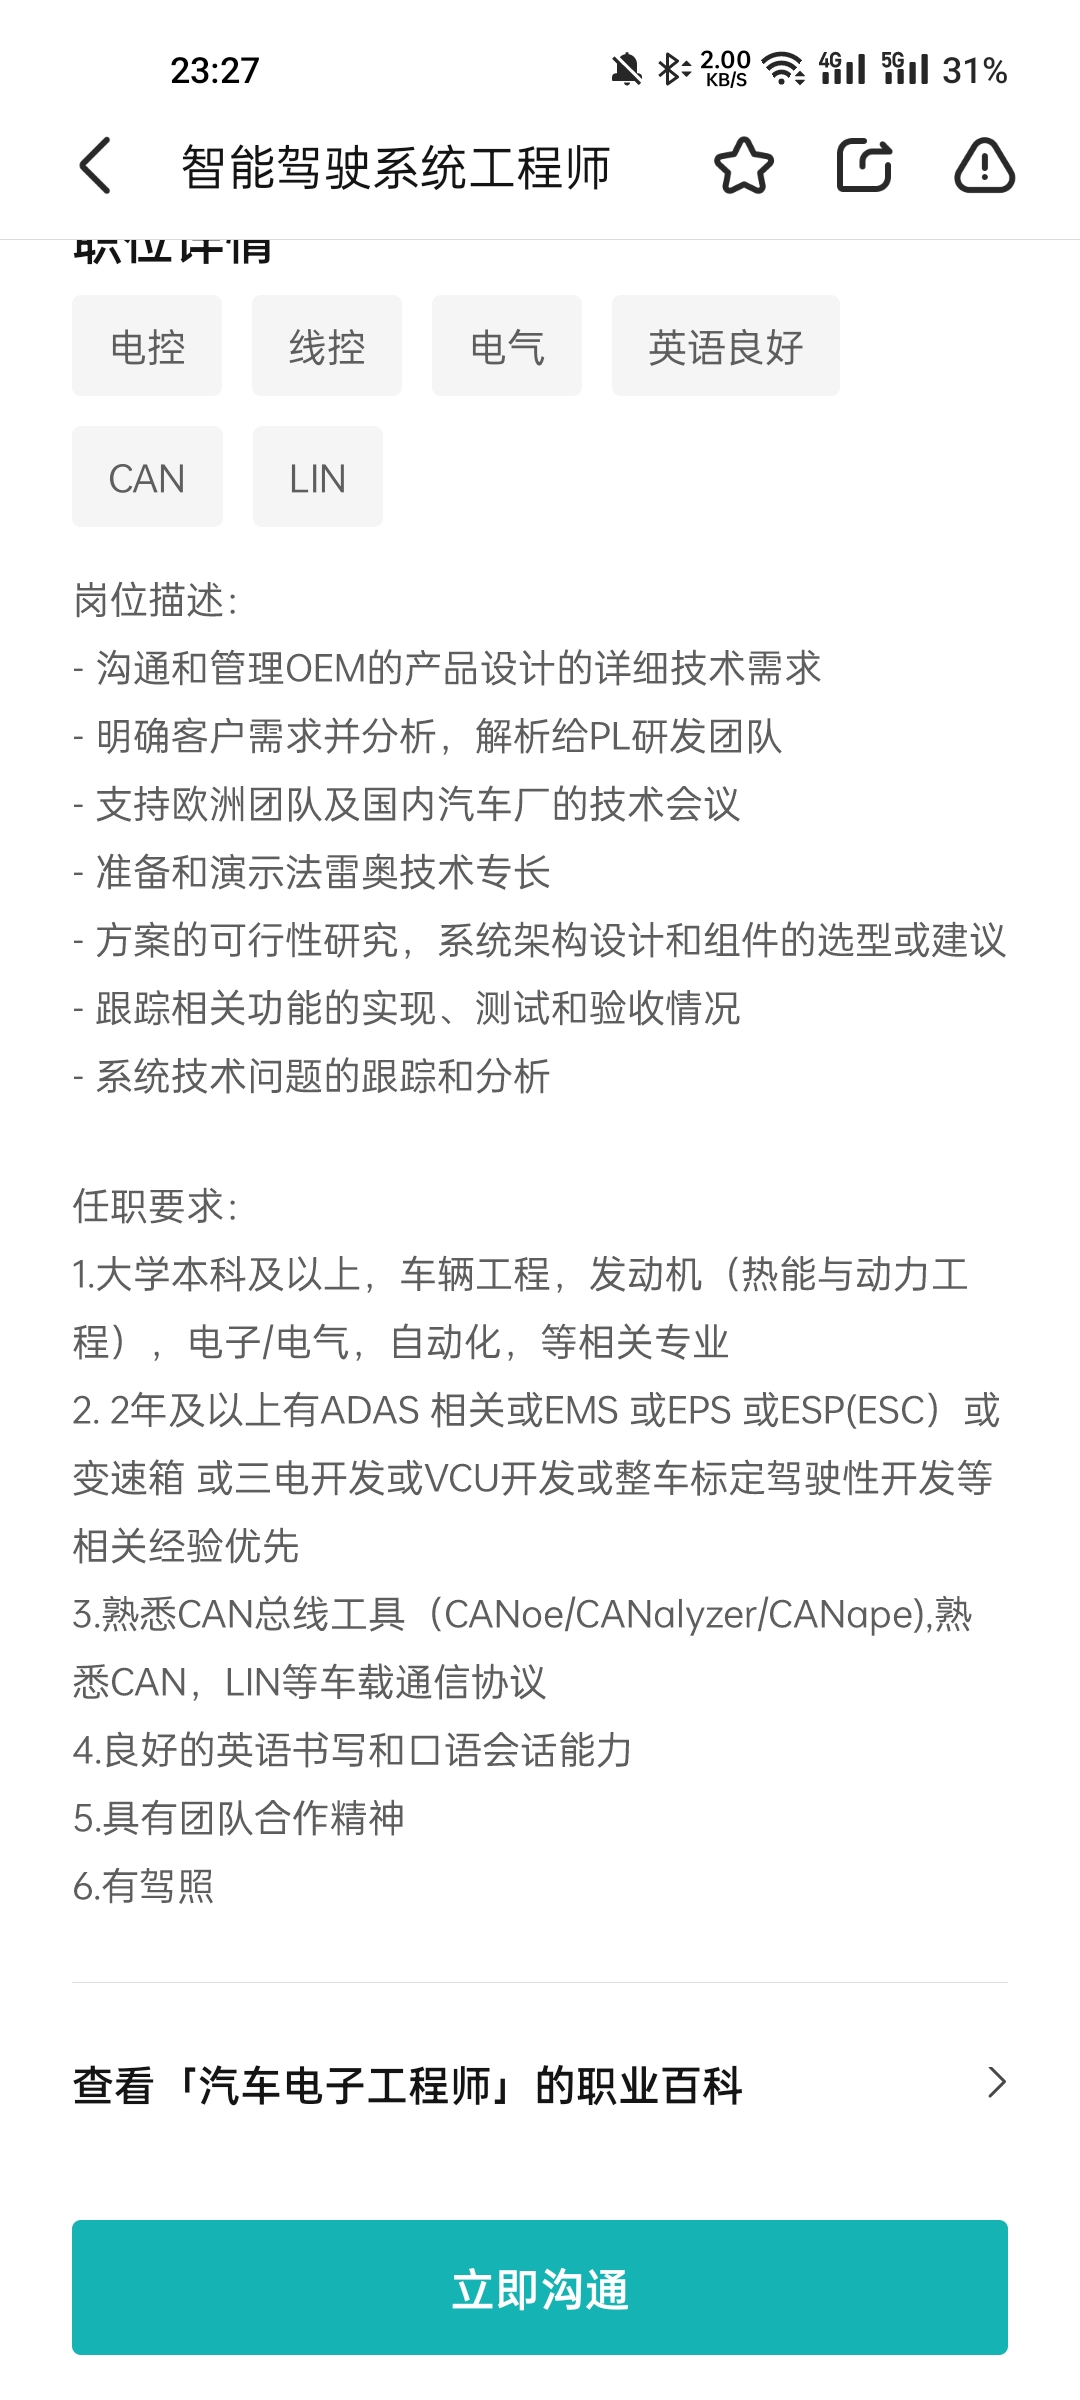 23:27
2.00
KB/S
4G
5G
31%
智能驾驶系统工程师
职位详情
电控
线控
电气
英语良好
CAN
LIN
岗位描述：
- 沟通和管理OEM的产品设计的详细技术需求
- 明确客户需求并分析，解析给PL研发团队
- 支持欧洲团队及国内汽车厂的技术会议
- 准备和演示法雷奥技术专长
- 方案的可行性研究，系统架构设计和组件的选型或建议
- 跟踪相关功能的实现、测试和验收情况
- 系统技术问题的跟踪和分析
任职要求：
1.大学本科及以上，车辆工程，发动机（热能与动力工
程），电子/电气，自动化，等相关专业
2. 2年及以上有ADAS 相关或EMS 或EPS 或ESP(ESC）或
变速箱 或三电开发或VCU开发或整车标定驾驶性开发等
相关经验优先
3.熟悉CAN总线工具（CANoe/CANalyzer/CANape),熟
悉CAN，LIN等车载通信协议
4.良好的英语书写和口语会话能力
5.具有团队合作精神
6.有驾照
查看「汽车电子工程师」的职业百科
立即沟通